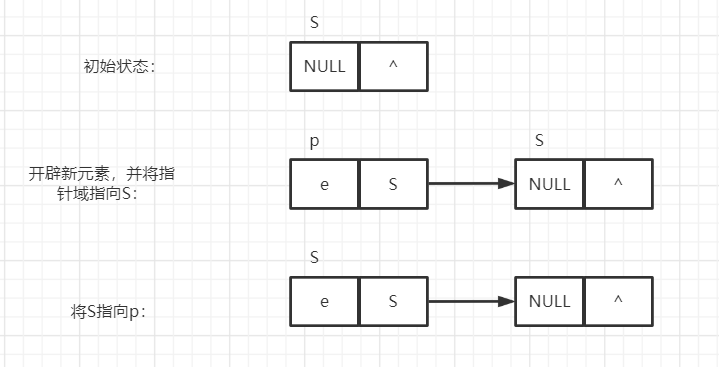 S
初始状态：
NULL ^
p S
开辟新元素，并将指
针域指向S：
e S NULL ^
S
将S指向p：
e S NULL ^